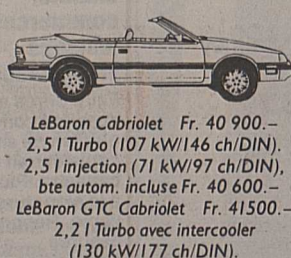 LeBaron Cabriolet Fr. 40 900.–
2,5 l Turbo (107 kW/146 ch/DIN).
2,5 l injection (71 kW/97 ch/DIN),
bte autom. incluse Fr. 40 600.–
LeBaron GTC Cabriolet Fr. 41500.–
2,2 l Turbo avec intercooler
(130 kW/177 ch/DIN).